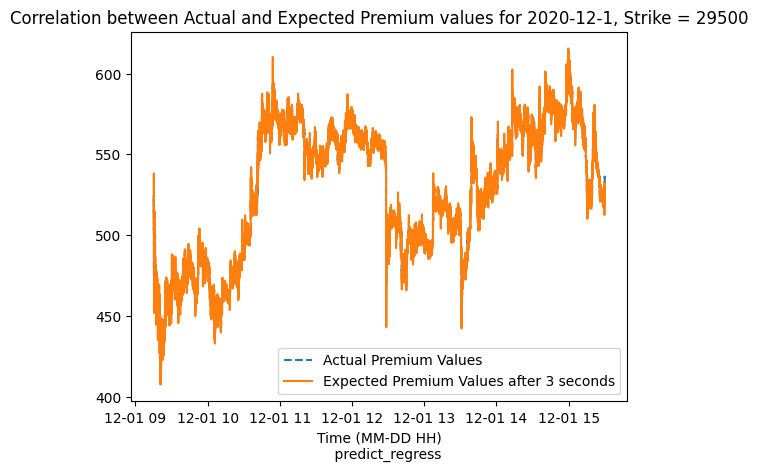 Correlation between Actual and Expected Premium values for 2020-12-1, Strike = 29500
600
550
500
450
400
Actual Premium Values
Expected Premium Values after 3 seconds
12-01 09 12-01 10 12-01 11 12-01 12 12-01 13 12-01 14 12-01 15
Time (MM-DD HH)
predict_regress